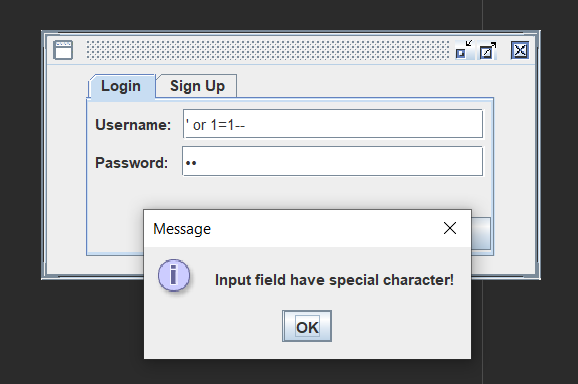 Login Sign Up
Username: ' or 1=1--
Password: ••
Message
Input field have special character!
OK